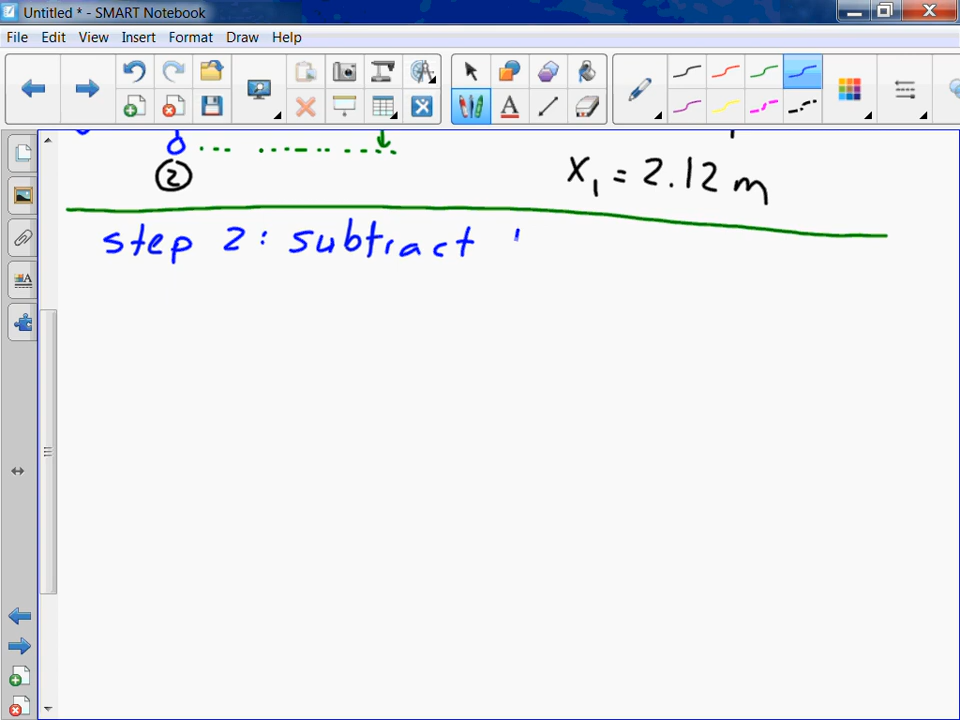 Untitled * - SMART Notebook
File Edit View Insert Format Draw Help
②
x₁ = 2.12 m
step 2: subtract